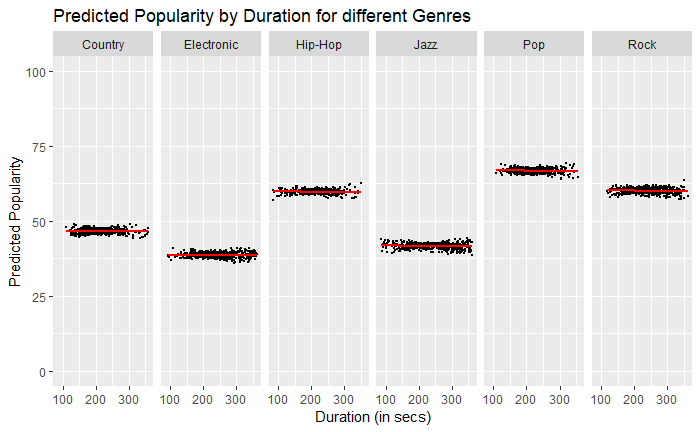 Predicted Popularity by Duration for different Genres
Country Electronic Hip-Hop Jazz Pop Rock
100
75
50
25
0
Predicted Popularity
100 200 300 100 200 300 100 200 300 100 200 300 100 200 300 100 200 300
Duration (in secs)